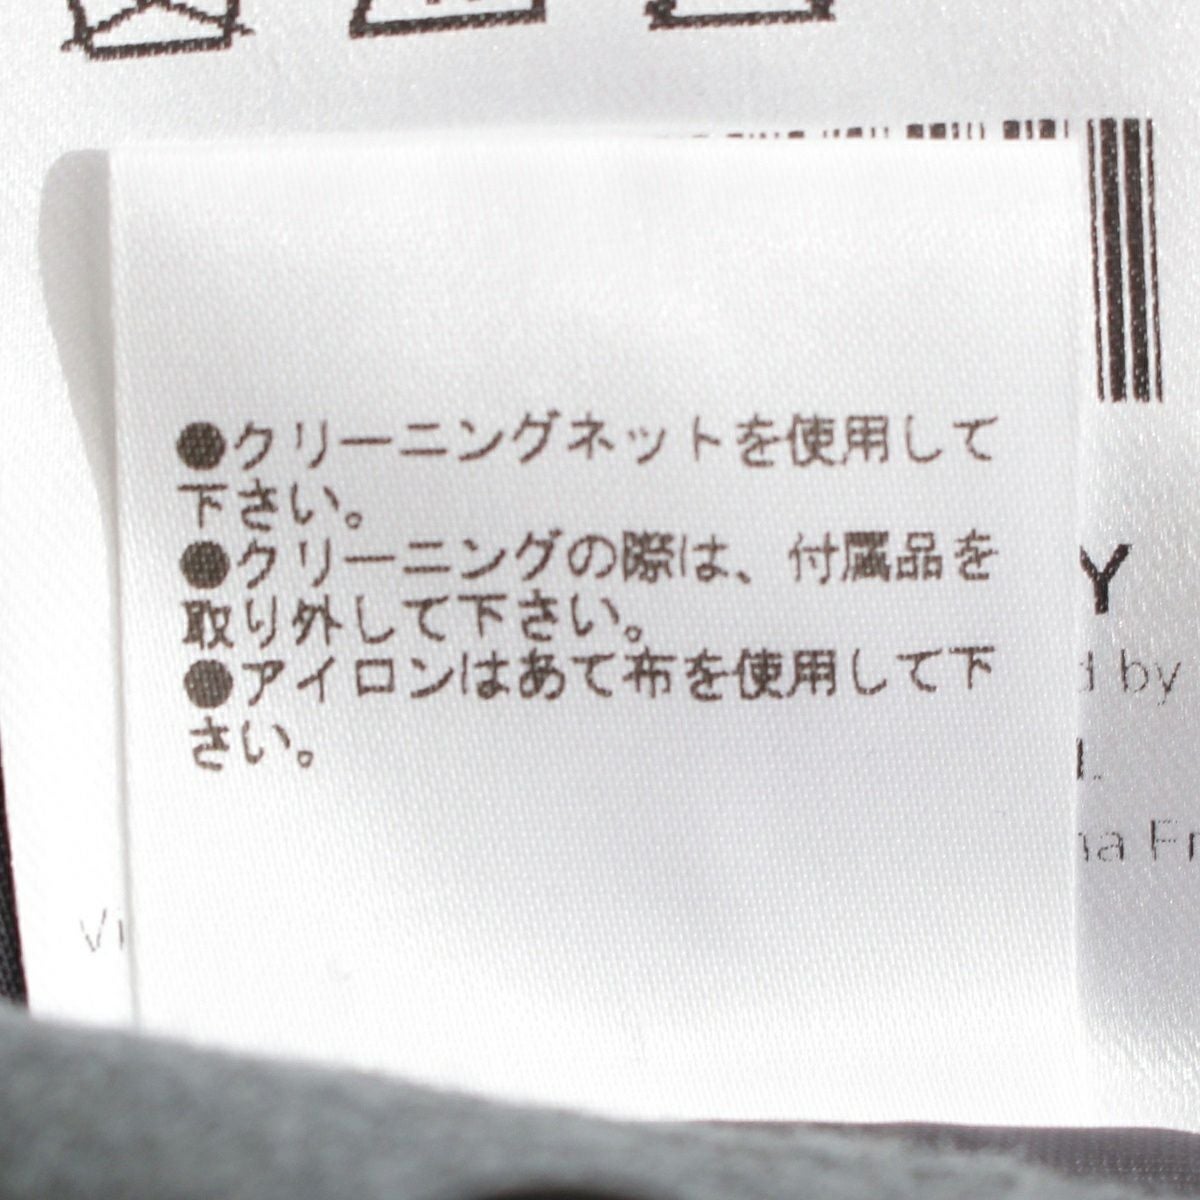 ●クリーニングネットを使用して
下さい。
●クリーニングの際は、付属品を
取り外して下さい。
●アイロンはあて布を使用して下
さい。
Y
by